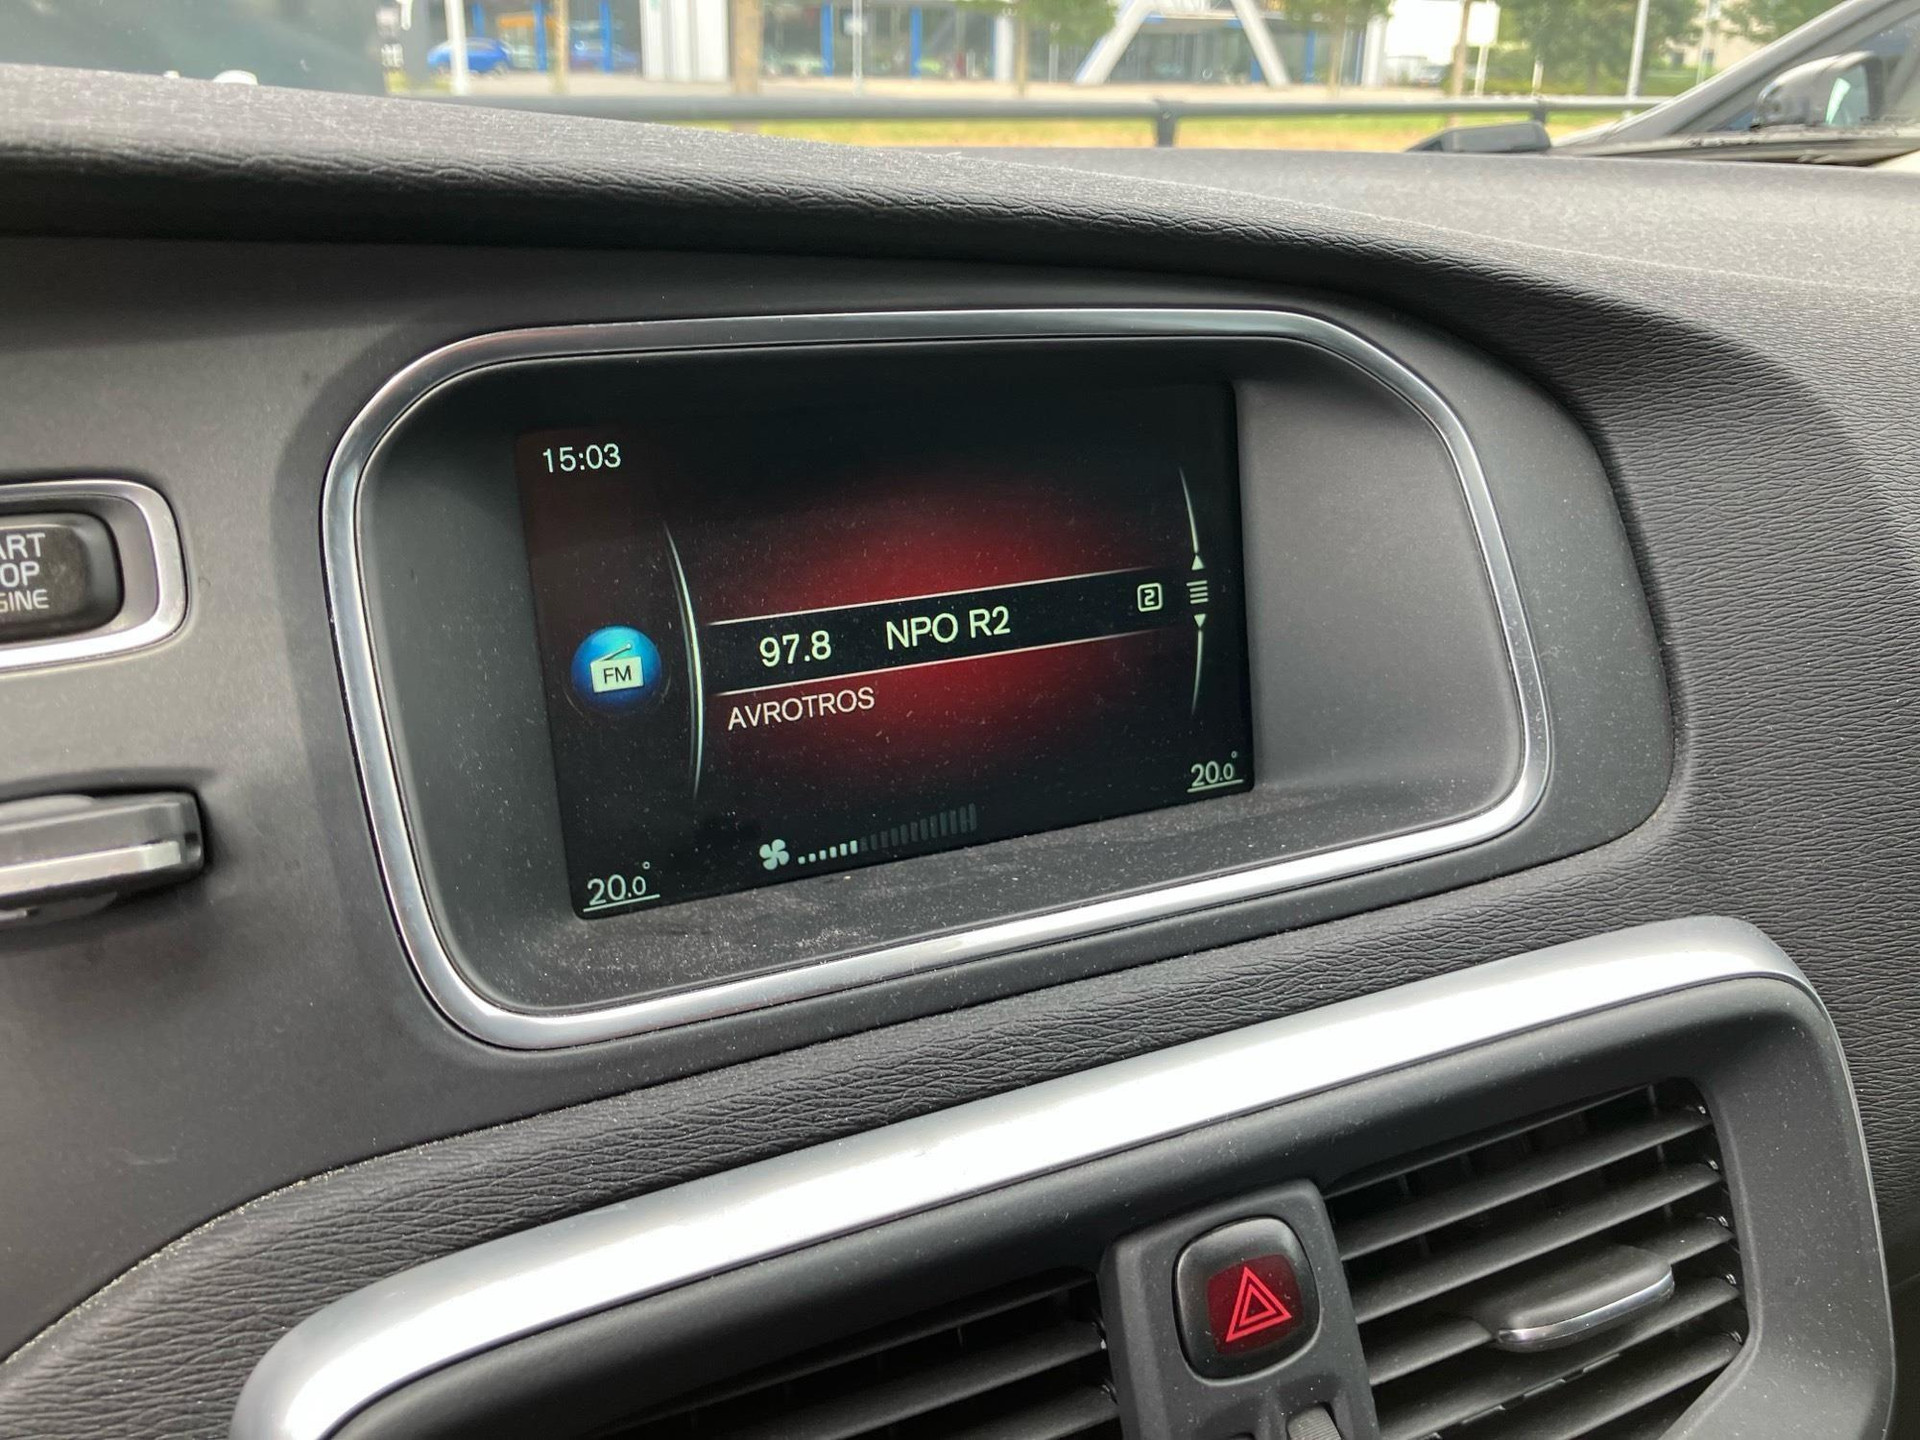 15:03
97.8 NPO R2
2
FM
AVROTROS
20.0°
20.0°
ART
OP
GINE